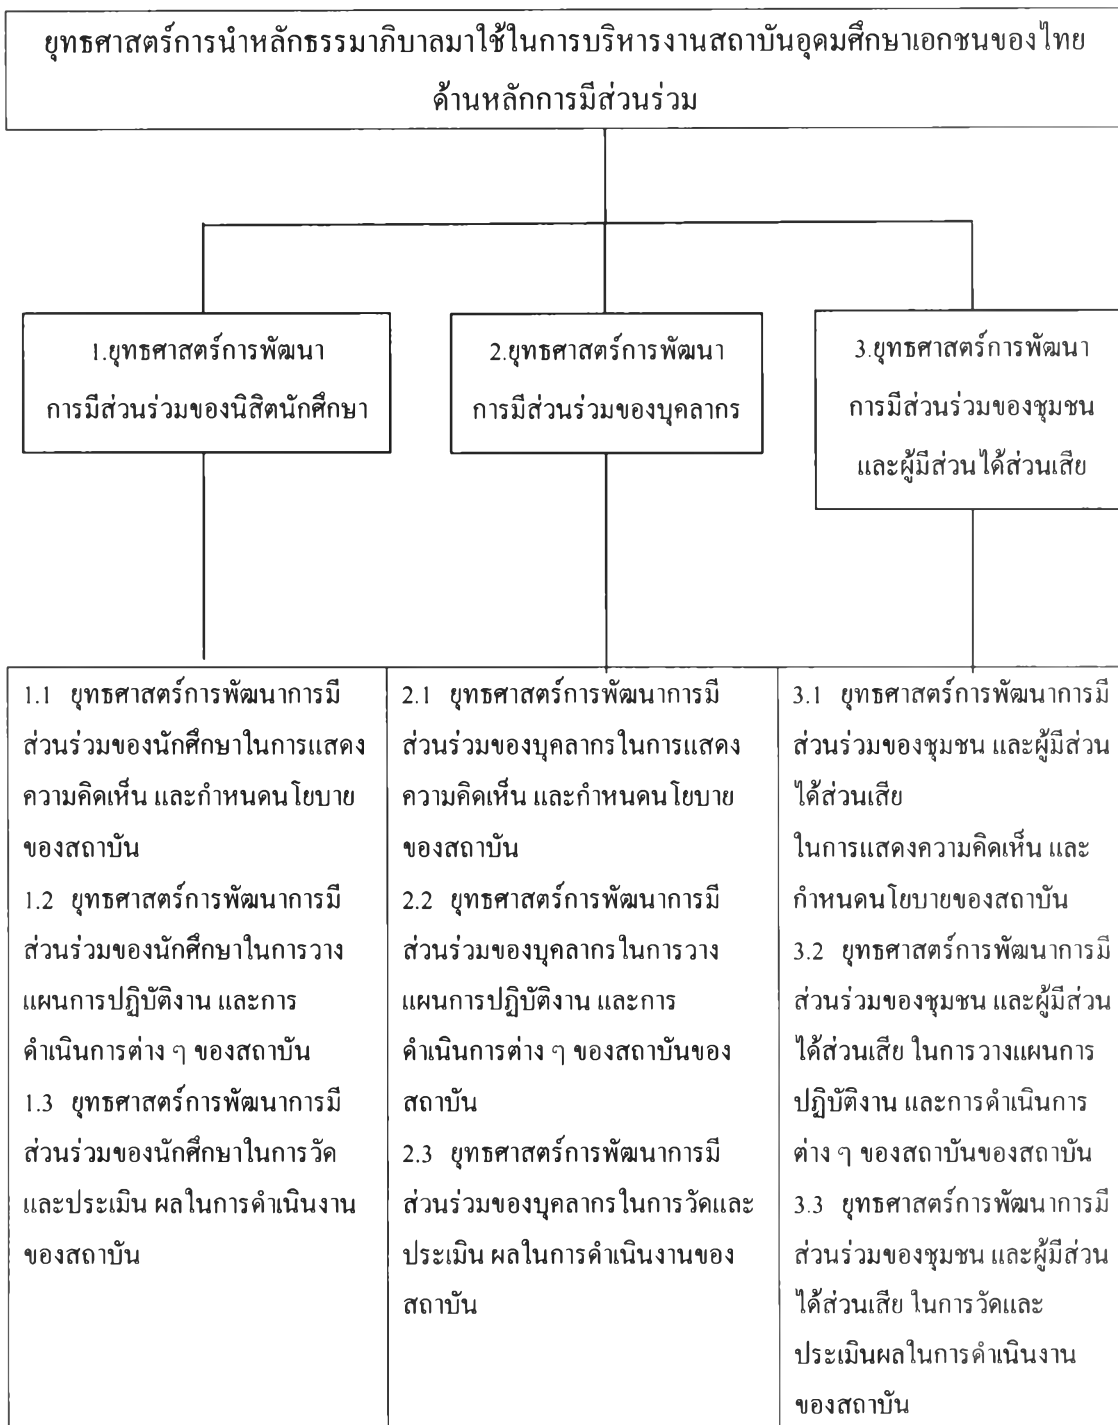 ยุทธศาสตร์การนำหลักธรรมาภิบาลมาใช้ในการบริหารงานสถาบันอุดมศึกษาเอกชนของไทย
ด้านหลักการมีส่วนร่วม
1.ยุทธศาสตร์การพัฒนา
การมีส่วนร่วมของนิสิตนักศึกษา
2.ยุทธศาสตร์การพัฒนา
การมีส่วนร่วมของบุคลากร
3.ยุทธศาสตร์การพัฒนา
การมีส่วนร่วมของชุมชน
และผู้มีส่วนได้ส่วนเสีย
1.1 ยุทธศาสตร์การพัฒนาการมี
ส่วนร่วมของนักศึกษาในการแสดง
ความคิดเห็น และกำหนดนโยบาย
ของสถาบัน
1.2 ยุทธศาสตร์การพัฒนาการมี
ส่วนร่วมของนักศึกษาในการวาง
แผนการปฏิบัติงาน และการ
ดำเนินการต่าง ๆ ของสถาบัน
1.3 ยุทธศาสตร์การพัฒนาการมี
ส่วนร่วมของนักศึกษาในการวัด
และประเมิน ผลในการดำเนินงาน
ของสถาบัน
2.1 ยุทธศาสตร์การพัฒนาการมี
ส่วนร่วมของบุคลากรในการแสดง
ความคิดเห็น และกำหนดนโยบาย
ของสถาบัน
2.2 ยุทธศาสตร์การพัฒนาการมี
ส่วนร่วมของบุคลากรในการวาง
แผนการปฏิบัติงาน และการ
ดำเนินการต่าง ๆ ของสถาบันของ
สถาบัน
2.3 ยุทธศาสตร์การพัฒนาการมี
ส่วนร่วมของบุคลากรในการวัดและ
ประเมิน ผลในการดำเนินงานของ
สถาบัน
3.1 ยุทธศาสตร์การพัฒนาการมี
ส่วนร่วมของชุมชน และผู้มีส่วน
ได้ส่วนเสีย
ในการแสดงความคิดเห็น และ
กำหนดนโยบายของสถาบัน
3.2 ยุทธศาสตร์การพัฒนาการมี
ส่วนร่วมของชุมชน และผู้มีส่วน
ได้ส่วนเสีย ในการวางแผนการ
ปฏิบัติงาน และการดำเนินการ
ต่าง ๆ ของสถาบันของสถาบัน
3.3 ยุทธศาสตร์การพัฒนาการมี
ส่วนร่วมของชุมชน และผู้มีส่วน
ได้ส่วนเสีย ในการวัดและ
ประเมินผลในการดำเนินงาน
ของสถาบัน